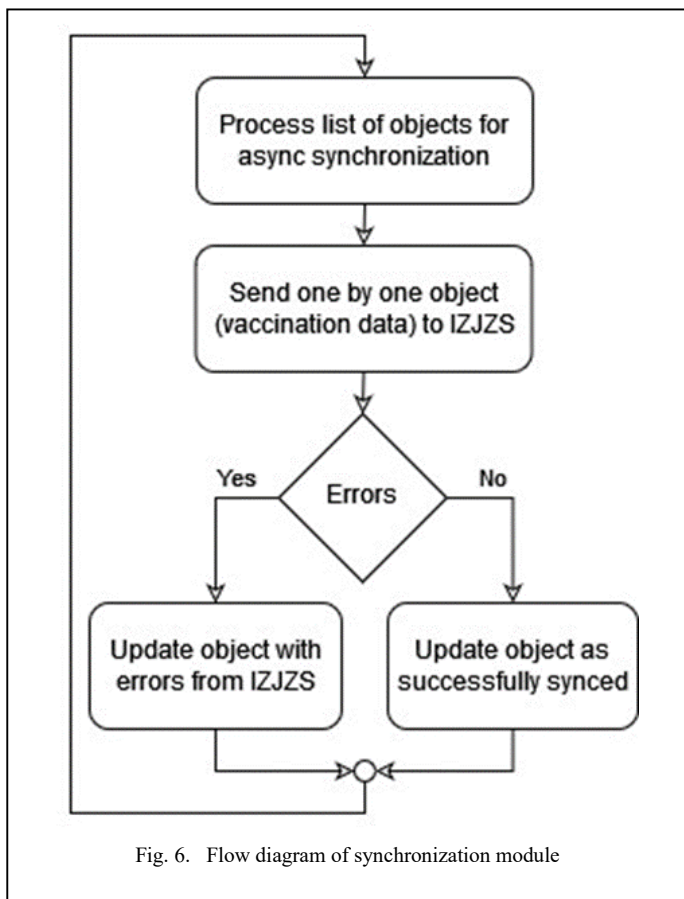 Process list of objects for
async synchronization
Send one by one object
(vaccination data) to IZJZS
Yes
Errors
No
Update object with
errors from IZJZS
Update object as
successfully synced
Fig. 6. Flow diagram of synchronization module